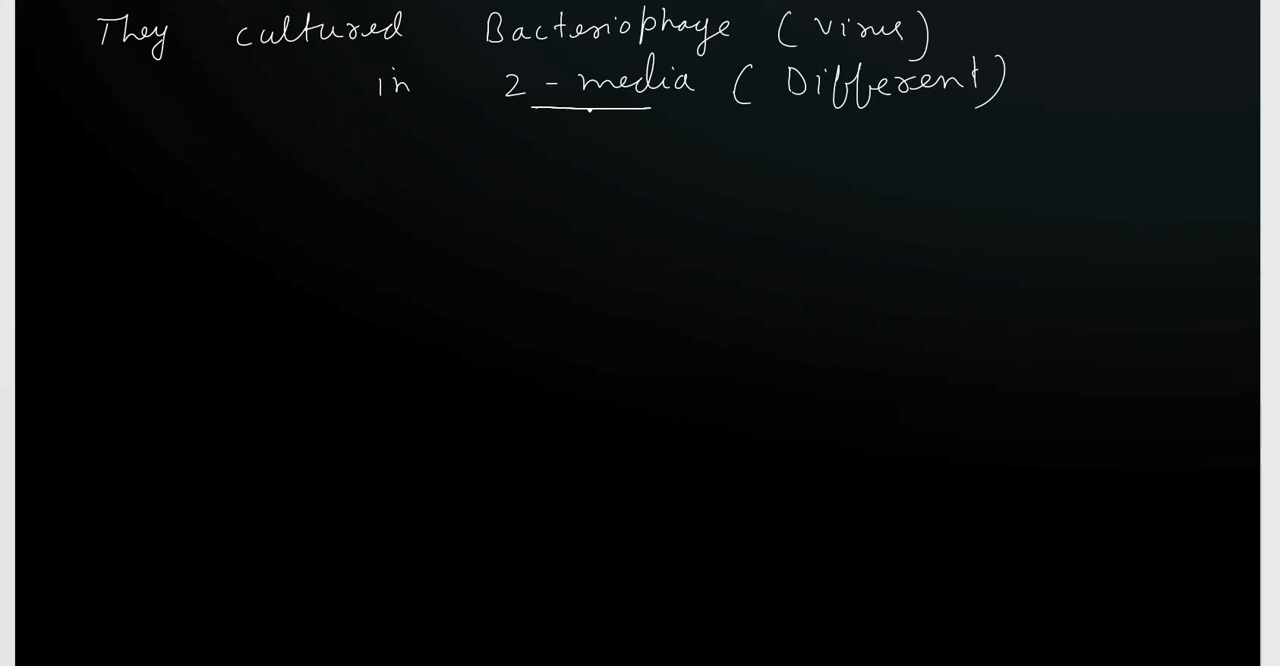 They cultured Bacteriophage (Virus)
in 2 - media (Different)